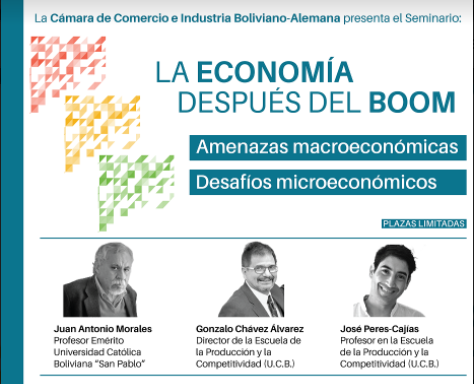 La Cámara de Comercio e Industria Boliviano-Alemana presenta el Seminario:
LA ECONOMÍA
DESPUÉS DEL BOOM
Amenazas macroeconómicas
Desafíos microeconómicos
PLAZAS LIMITADAS
Juan Antonio Morales
Profesor Emérito
Universidad Católica
Boliviana "San Pablo"
Gonzalo Chávez Álvarez
Director de la Escuela de
la Producción y la
Competitividad (U.C.B.)
José Peres-Cajías
Profesor en la Escuela
de la Producción y la
Competitividad (U.C.B.)